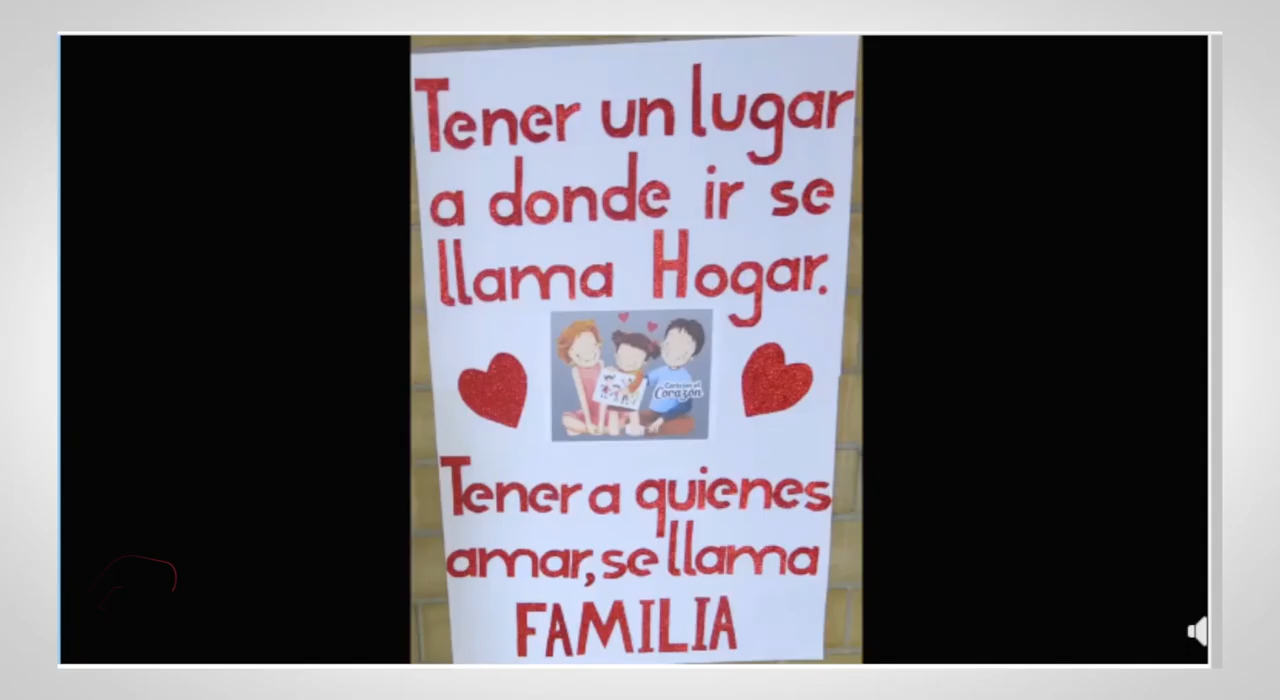 Tener un lugar
a donde ir se
llama Hogar.
Corazón
Tener a quienes
amar, se llama
FAMILIA